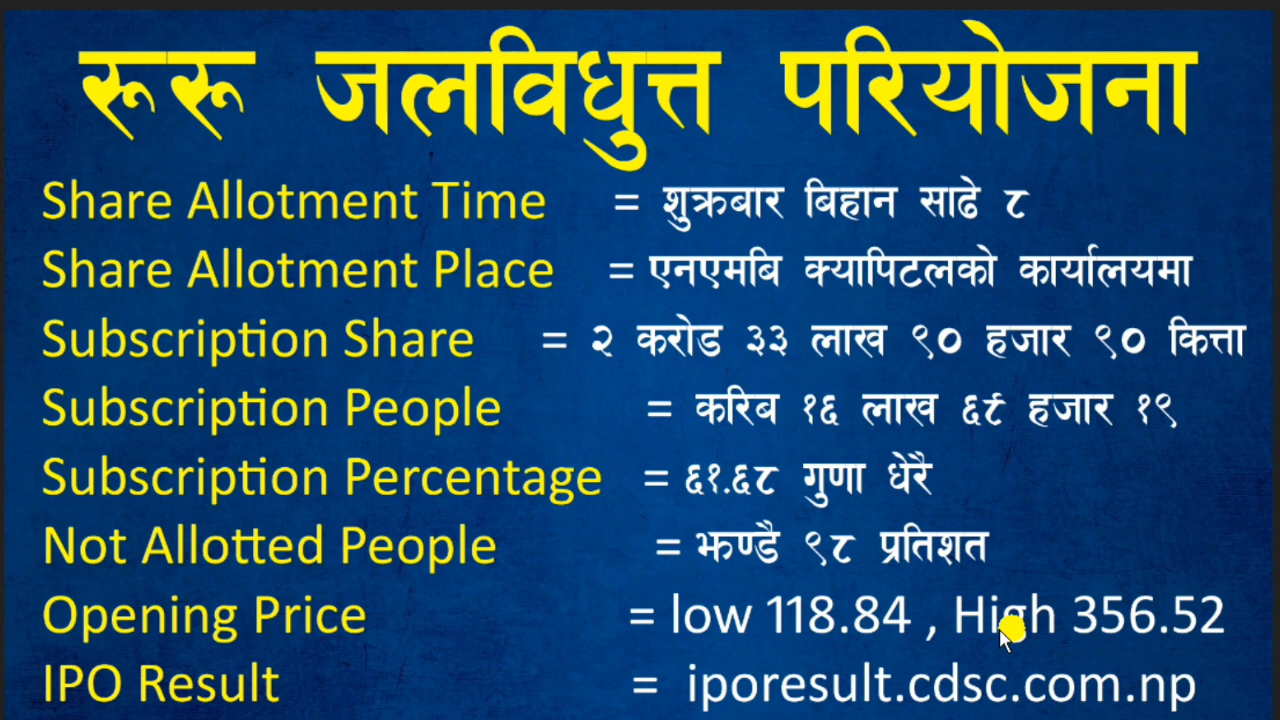 रूरू जलविधुत्त परियोजना
Share Allotment Time = शुक्रबार बिहान साढे ८
Share Allotment Place = एनएमबि क्यापिटलको कार्यालयमा
Subscription Share = २ करोड ३३ लाख ९० हजार ९० कित्ता
Subscription People = करिब १६ लाख ६८ हजार १९
Subscription Percentage = ६१.६८ गुणा धेरै
Not Allotted People = झण्डै ९८ प्रतिशत
Opening Price = low 118.84 , High 356.52
IPO Result = iporesult.cdsc.com.np